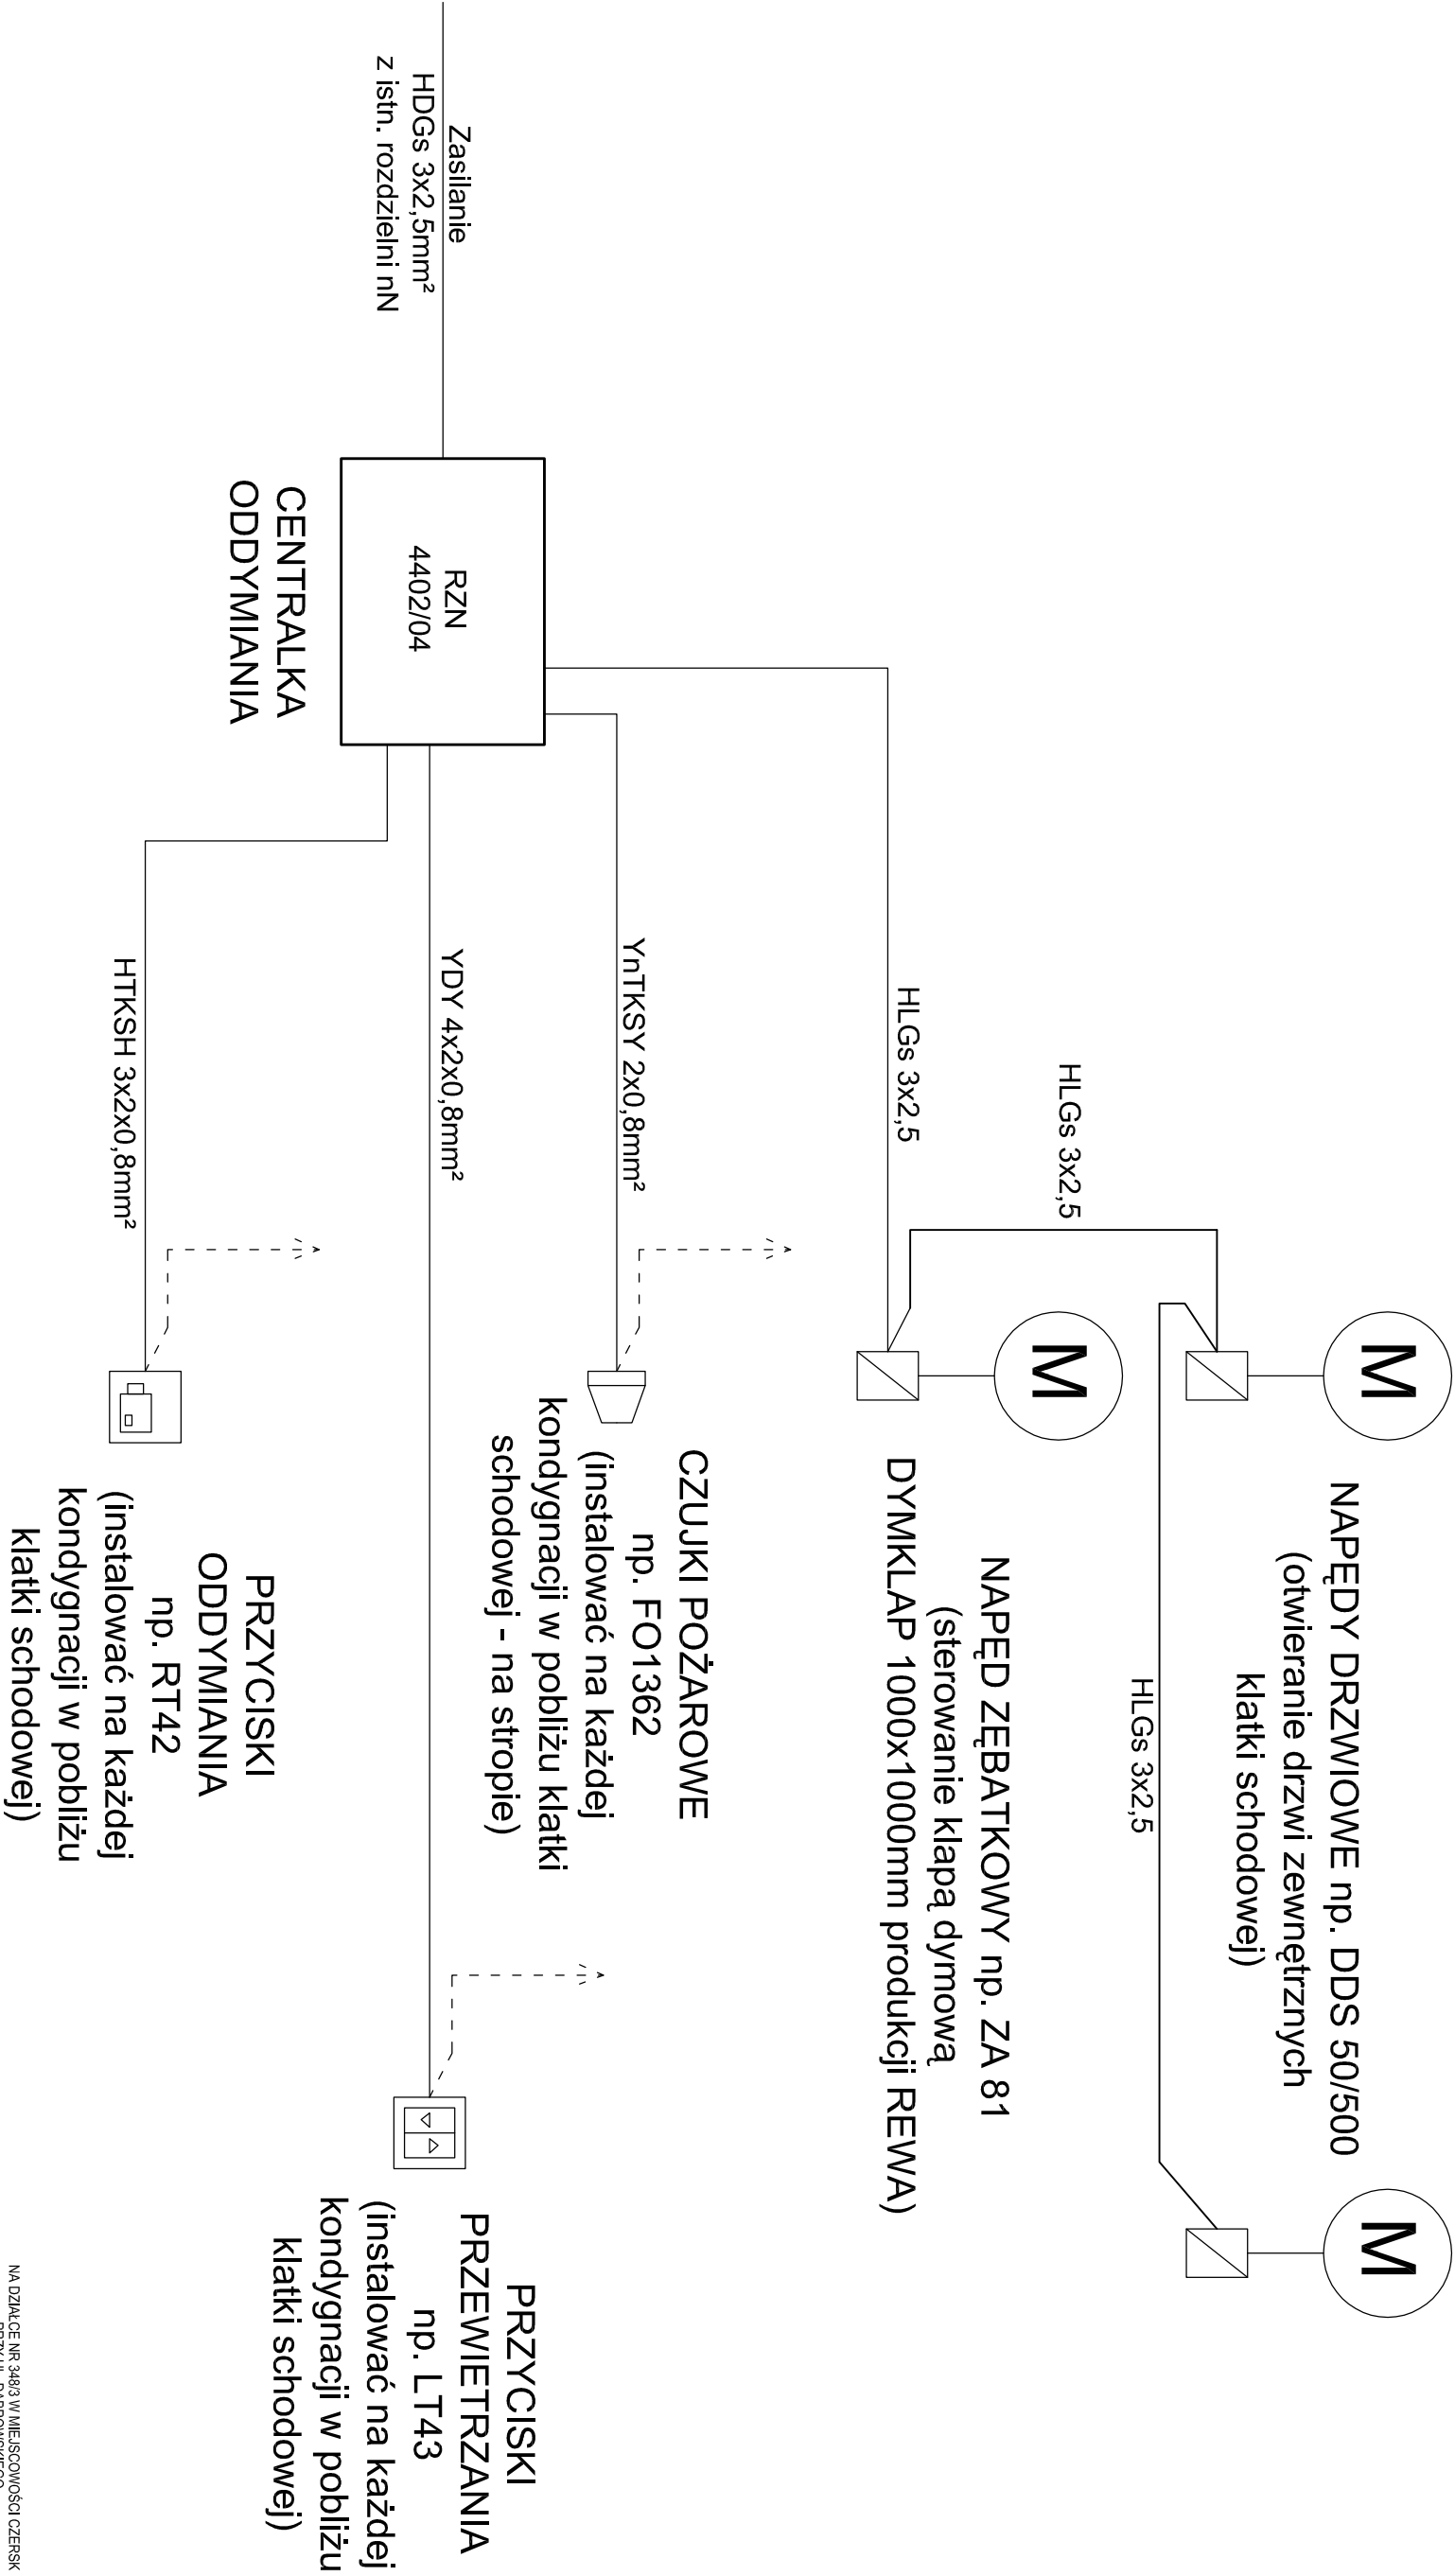 NAPĘDY DRZWIOWE np. DDS 50/500
(otwieranie drzwi zewnętrznych
klatki schodowej)
M
M
HLGs 3x2,5
HLGs 3x2,5
M
NAPĘD ZĘBATKOWY np. ZA 81
(sterowanie klapą dymową
DYMKLAP 1000x1000mm produkcji REWA)
HLGs 3x2,5
CZUJKI POŻAROWE
np. FO1362
(instalować na każdej
kondygnacji w pobliżu klatki
schodowej - na stropie)
YnTKSY 2x0,8mm²
Zasilanie
HDGs 3x2,5mm²
z istn. rozdzielni nN
RZN
4402/04
CENTRALKA
ODDYMIANIA
YDY 4x2x0,8mm²
PRZYCISKI
PRZEWIETRZANIA
np. LT43
(instalować na każdej
kondygnacji w pobliżu
klatki schodowej)
HTKSH 3x2x0,8mm²
PRZYCISKI
ODDYMIANIA
np. RT42
(instalować na każdej
kondygnacji w pobliżu
klatki schodowej)
NA DZIAŁCE NR 348/3 W MIEJSCOWOŚCI CZERSK